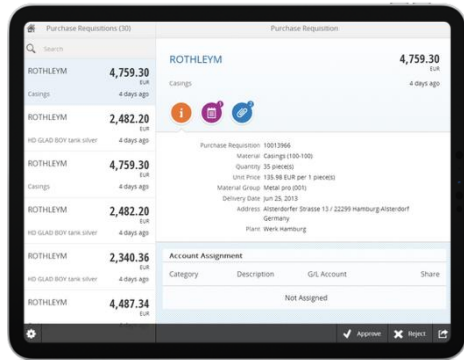 Purchase Requisitions (30)
Search
ROTHLEYM 4,759.30
EUR
Casings 4 days ago
ROTHLEYM 2,482.20
EUR
HD GLAD BOY tank silver 4 days ago
ROTHLEYM 4,759.30
EUR
Casings 4 days ago
ROTHLEYM 2,482.20
EUR
HD GLAD BOY tank silver 4 days ago
ROTHLEYM 2,340.36
EUR
HD GLAD BOY tank silver 4 days ago
ROTHLEYM 4,487.34
EUR
Purchase Requisition
ROTHLEYM 4,759.30
EUR
Casings 4 days ago
Purchase Requisition 10013966
Material Casings (100-100)
Quantity 35 piece(s)
Unit Price 135.98 EUR per 1 piece(s)
Material Group Metal pro (001)
Delivery Date Jun 25, 2013
Address Alsterdorfer Strasse 13 / 22299 Hamburg-Alsterdorf
Germany
Plant Werk Hamburg
Account Assignment
Category Description G/L Account Share
Not Assigned
Approve Reject